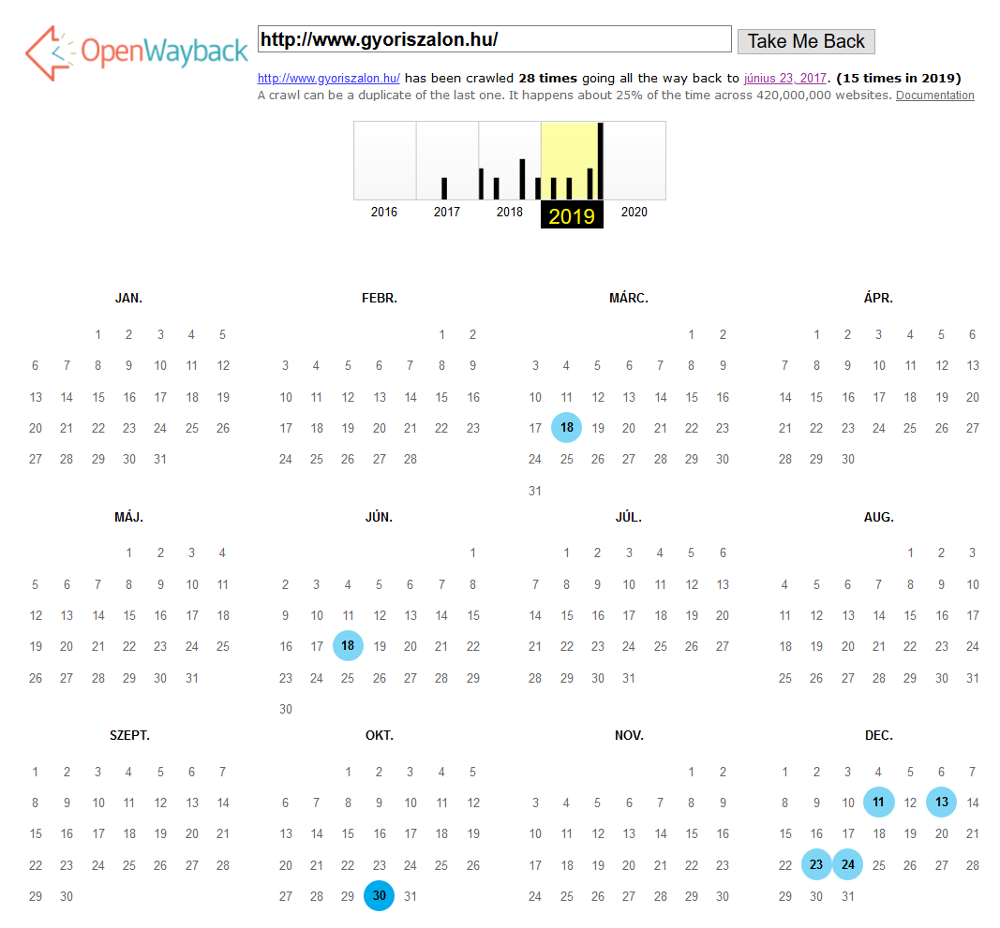 OpenWayback
http://www.gyoriszalon.hu/
Take Me Back
http://www.gyoriszalon.hu/ has been crawled 28 times going all the way back to június 23, 2017. (15 times in 2019)
A crawl can be a duplicate of the last one. It happens about 25% of the time across 420,000,000 websites. Documentation
2016 2017 2018 2019 2020
JAN. FEBR. MÁRC. ÁPR.
1 2 3 4 5 1 2 1 2 1 2 3 4 5 6
6 7 8 9 10 11 12 3 4 5 6 7 8 9 3 4 5 6 7 8 9 7 8 9 10 11 12 13
13 14 15 16 17 18 19 10 11 12 13 14 15 16 10 11 12 13 14 15 16 14 15 16 17 18 19 20
20 21 22 23 24 25 26 17 18 19 20 21 22 23 17 18 19 20 21 22 23 21 22 23 24 25 26 27
27 28 29 30 31 24 25 26 27 28 24 25 26 27 28 29 30 28 29 30
31
MÁJ. JÚN. JÚL. AUG.
1 2 3 4 1 1 2 3 4 5 6 1 2 3
5 6 7 8 9 10 11 2 3 4 5 6 7 8 7 8 9 10 11 12 13 4 5 6 7 8 9 10
12 13 14 15 16 17 18 9 10 11 12 13 14 15 14 15 16 17 18 19 20 11 12 13 14 15 16 17
19 20 21 22 23 24 25 16 17 18 19 20 21 22 21 22 23 24 25 26 27 18 19 20 21 22 23 24
26 27 28 29 30 31 23 24 25 26 27 28 29 28 29 30 31 25 26 27 28 29 30 31
30
SZEPT. OKT. NOV. DEC.
1 2 3 4 5 6 7 1 2 3 4 5 1 2 1 2 3 4 5 6 7
8 9 10 11 12 13 14 6 7 8 9 10 11 12 3 4 5 6 7 8 9 8 9 10 11 12 13 14
15 16 17 18 19 20 21 13 14 15 16 17 18 19 10 11 12 13 14 15 16 15 16 17 18 19 20 21
22 23 24 25 26 27 28 20 21 22 23 24 25 26 17 18 19 20 21 22 23 22 23 24 25 26 27 28
29 30 27 28 29 30 31 24 25 26 27 28 29 30 29 30 31